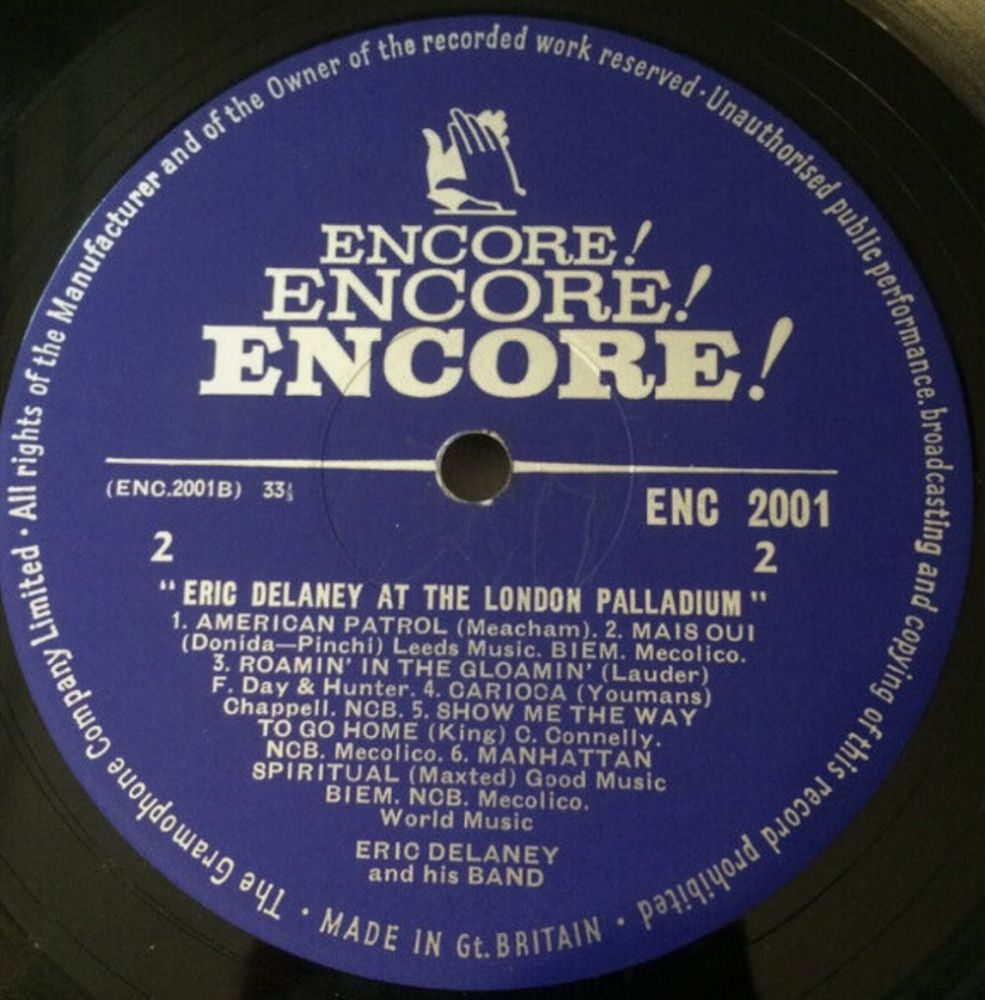 The Gramophone Company Limited · All rights of the Manufacturer and of the Owner of the recorded work reserved · Unauthorised public performance, broadcasting and copying of this record prohibited ·
ENCORE!
ENCORE!
ENCORE!
(ENC.2001B) 33⅓
ENC 2001
2 2
"ERIC DELANEY AT THE LONDON PALLADIUM"
1. AMERICAN PATROL (Meacham). 2. MAIS OUI
(Donida—Pinchi) Leeds Music. BIEM. Mecolico.
3. ROAMIN' IN THE GLOAMIN' (Lauder)
F. Day & Hunter. 4. CARIOCA (Youmans)
Chappell. NCB. 5. SHOW ME THE WAY
TO GO HOME (King) C. Connelly.
NCB. Mecolico. 6. MANHATTAN
SPIRITUAL (Maxted) Good Music
BIEM. NCB. Mecolico.
World Music
ERIC DELANEY
and his BAND
· MADE IN Gt. BRITAIN ·